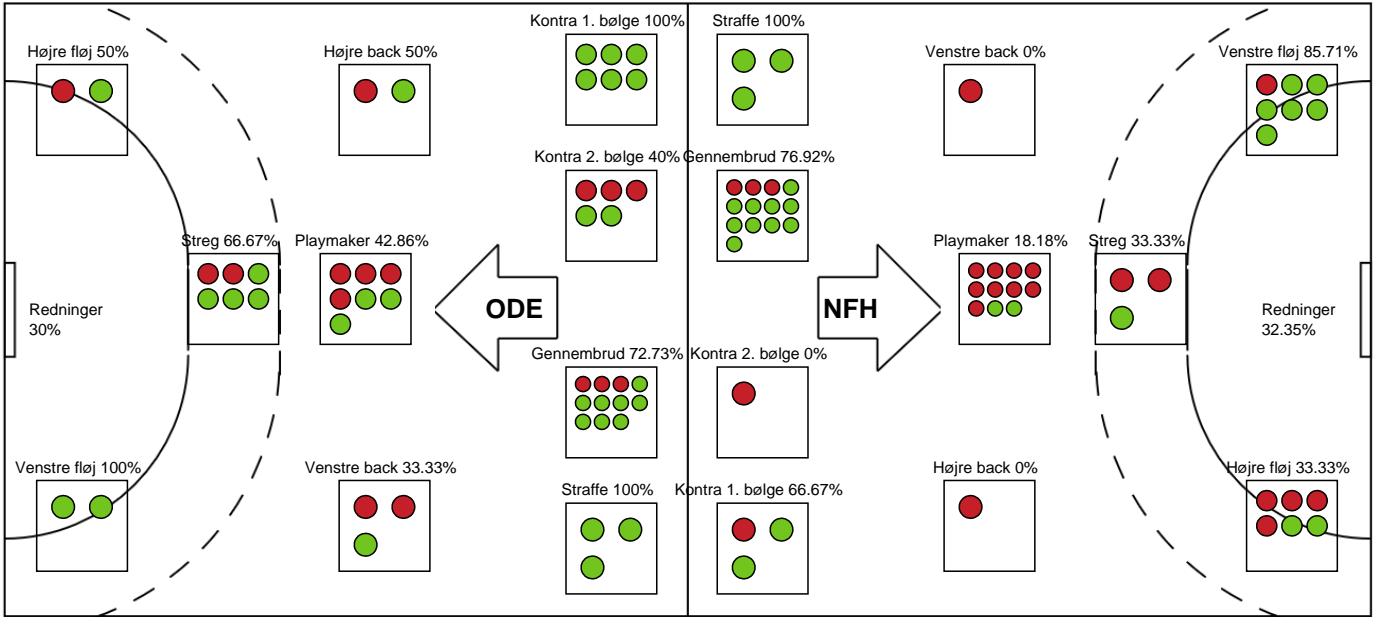 Kontra 1. bølge 100%
Straffe 100%
Højre fløj 50%
Højre back 50%
Venstre back 0%
Venstre fløj 85.71%
Kontra 2. bølge 40%
Gennembrud 76.92%
Streg 66.67%
Playmaker 42.86%
Playmaker 18.18%
Streg 33.33%
Redninger
30%
ODE
NFH
Redninger
32.35%
Gennembrud 72.73%
Kontra 2. bølge 0%
Venstre fløj 100%
Venstre back 33.33%
Højre back 0%
Højre fløj 33.33%
Straffe 100%
Kontra 1. bølge 66.67%